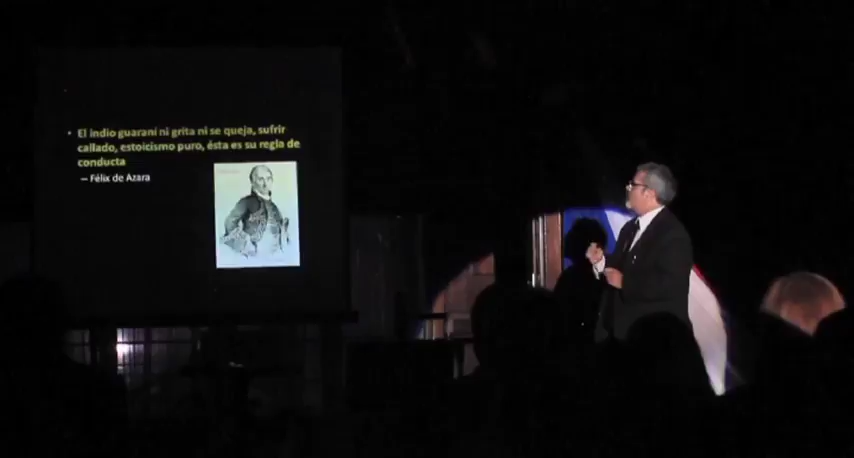 • El indio guaraní ni grita ni se queja, sufrir
callado, estoicismo puro, ésta es su regla de
conducta
– Félix de Azara